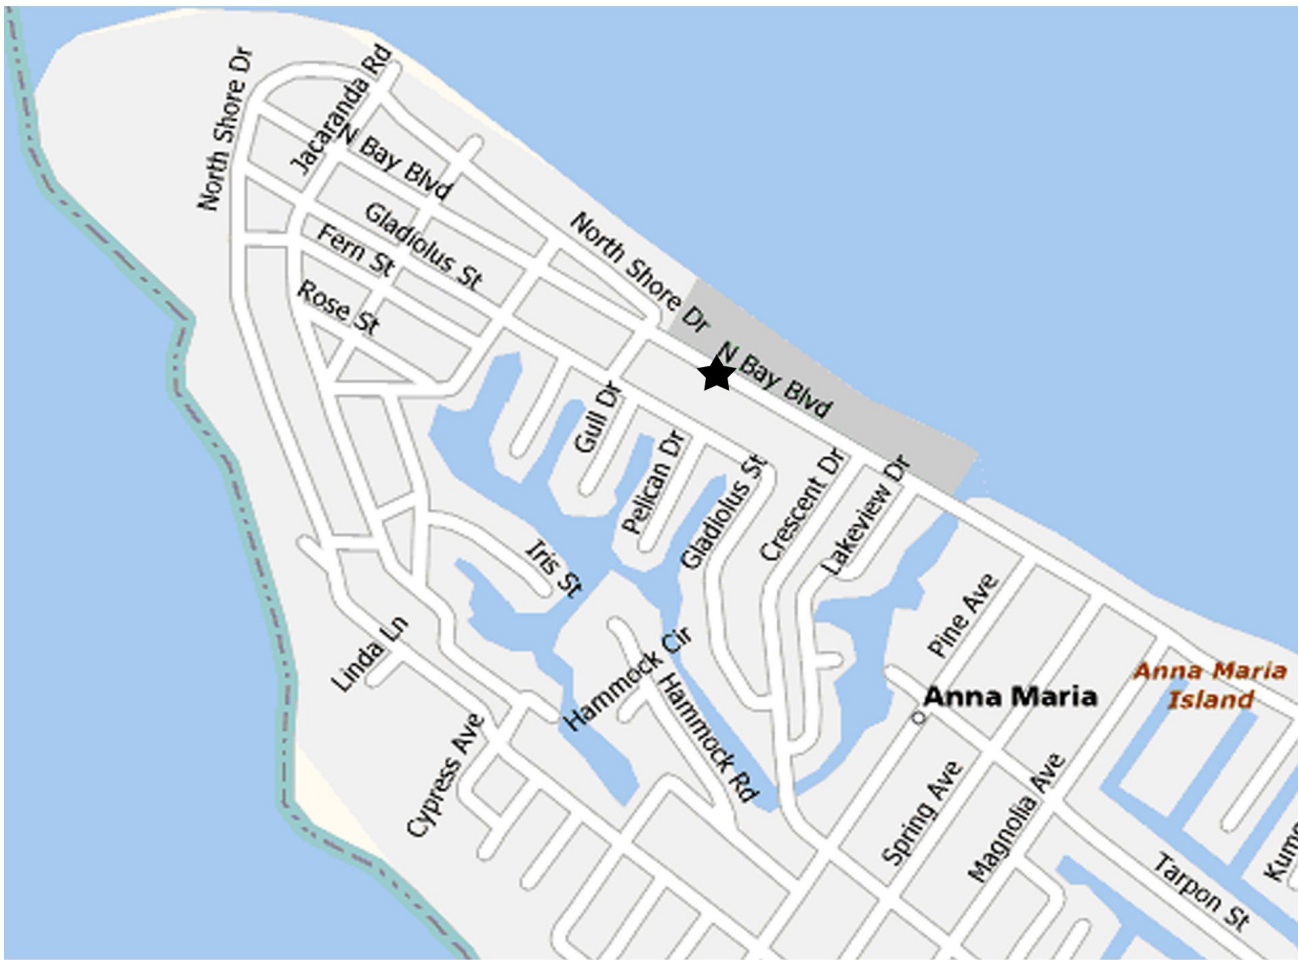 North Shore Dr
Jacaranda Rd
N Bay Blvd
Gladiolus St
Fern St
Rose St
North Shore Dr
N Bay Blvd
Gull Dr
Pelican Dr
Gladiolus St
Crescent Dr
Lakeview Dr
Iris St
Linda Ln
Hammock Cir
Hammock Rd
Pine Ave
Anna Maria
Island
Anna Maria
Cypress Ave
Spring Ave
Magnolia Ave
Tarpon St